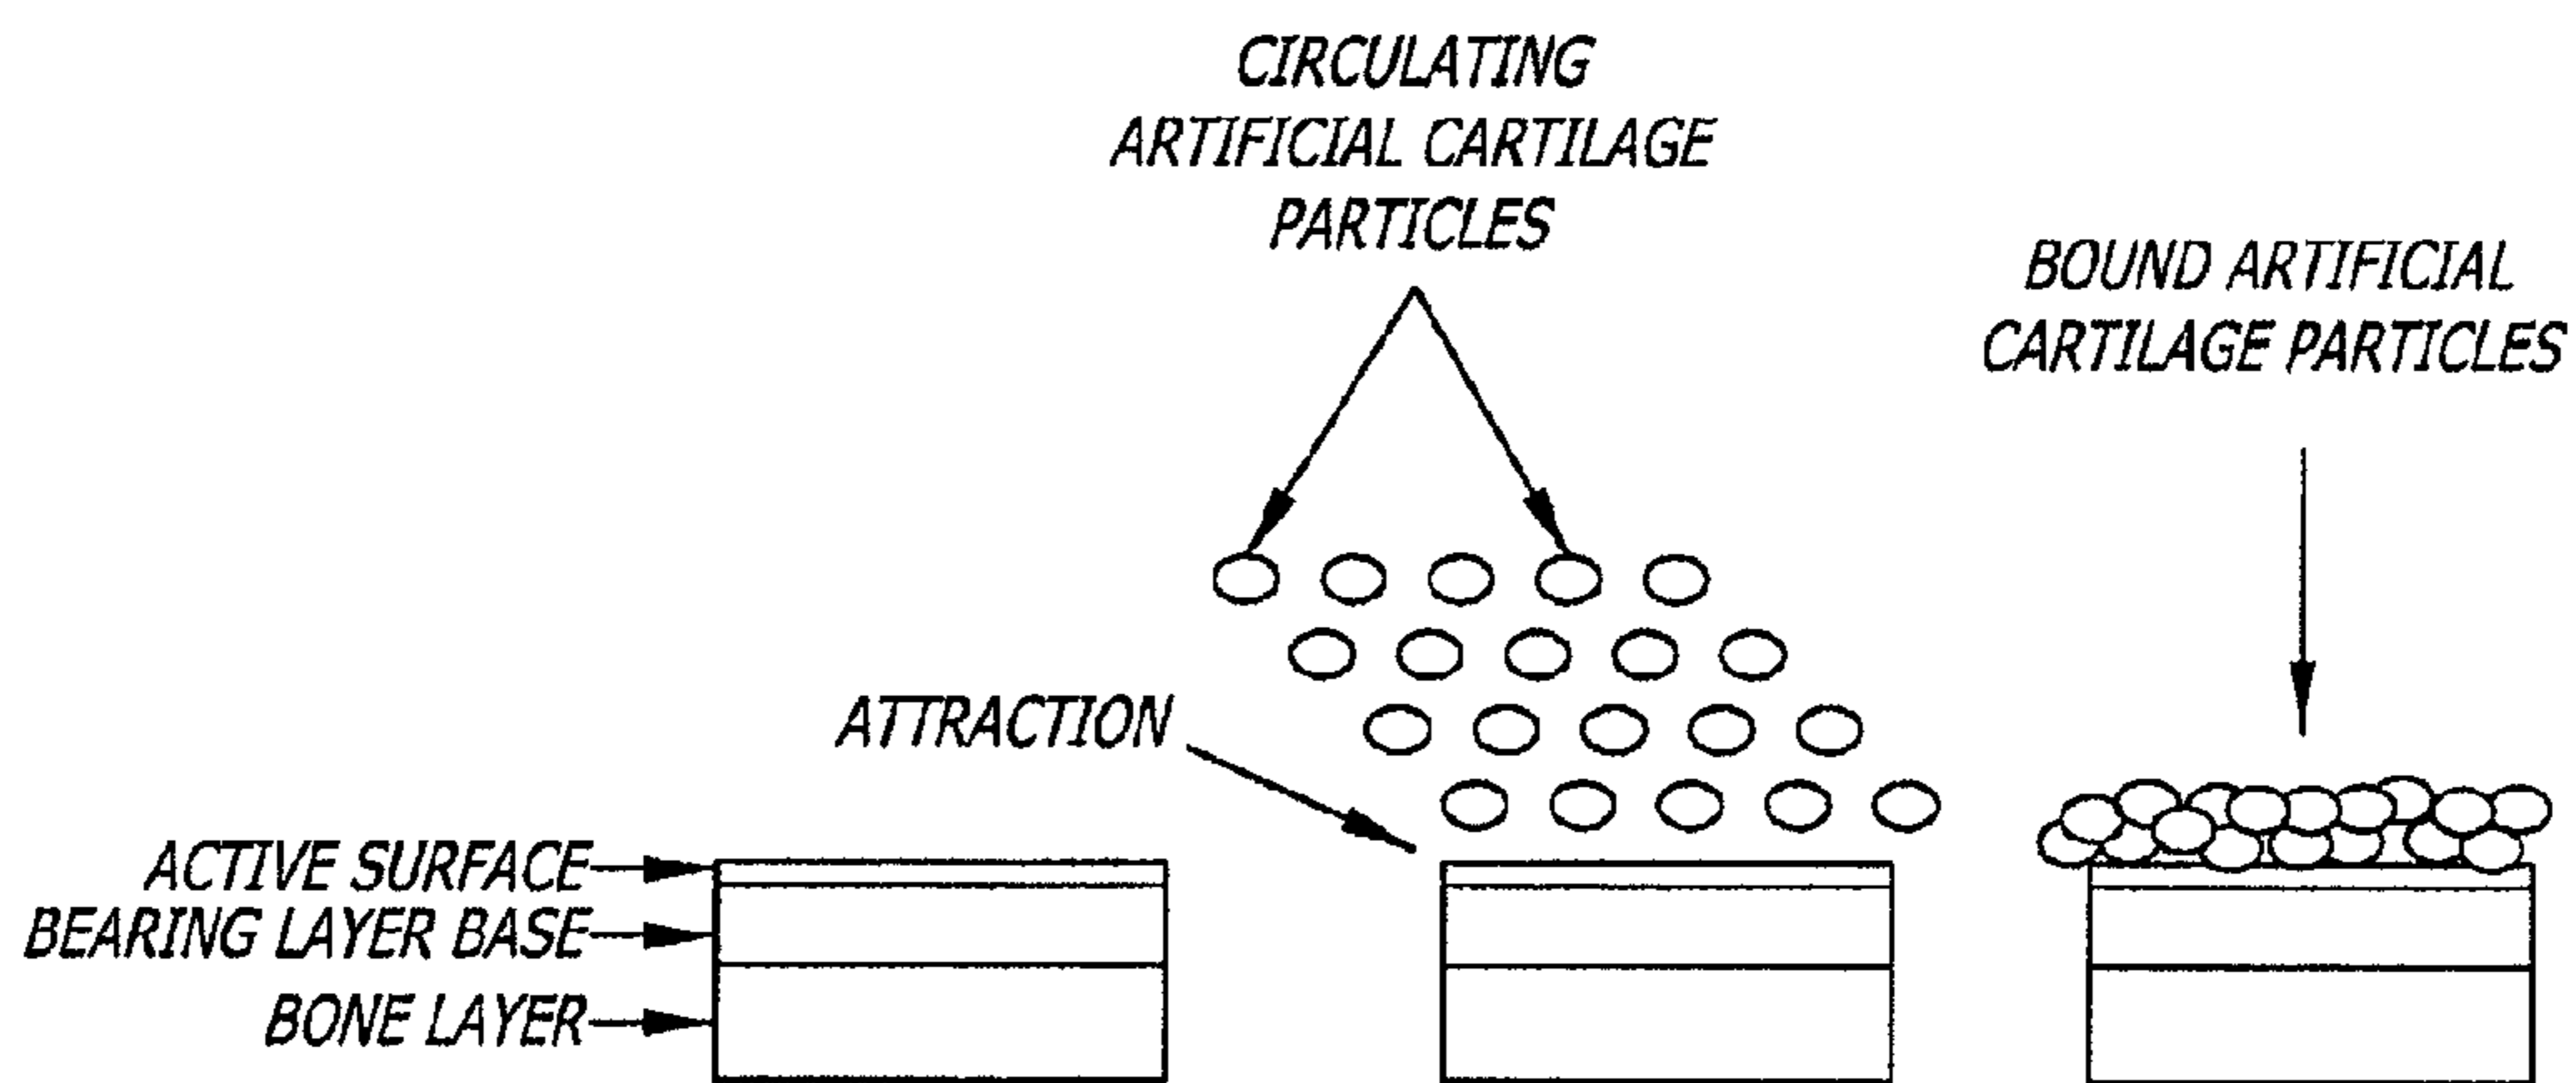 CIRCULATING
ARTIFICIAL CARTILAGE
PARTICLES
BOUND ARTIFICIAL
CARTILAGE PARTICLES
ATTRACTION
ACTIVE SURFACE
BEARING LAYER BASE
BONE LAYER